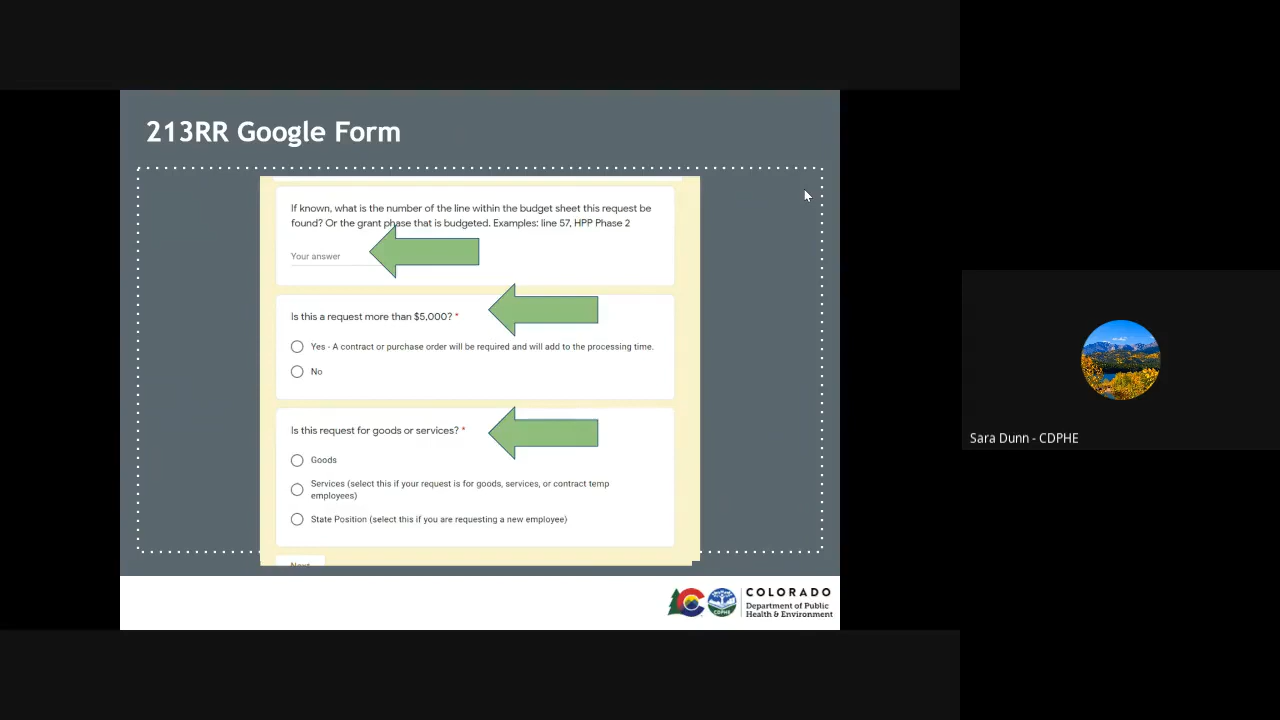 213RR Google Form
If known, what is the number of the line within the budget sheet this request be
found? Or the grant phase that is budgeted. Examples: line 57, HPP Phase 2
Your answer
Is this a request more than $5,000? *
Yes - A contract or purchase order will be required and will add to the processing time.
No
Is this request for goods or services? *
Goods
Services (select this if your request is for goods, services, or contract temp
employees)
State Position (select this if you are requesting a new employee)
Next
COLORADO
Department of Public
Health & Environment
CDPHE
Sara Dunn - CDPHE